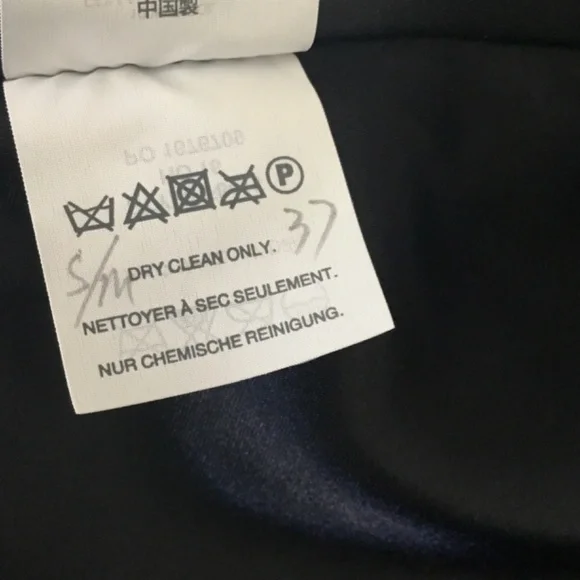 中国製
P
S/M
37
DRY CLEAN ONLY.
NETTOYER À SEC SEULEMENT.
NUR CHEMISCHE REINIGUNG.